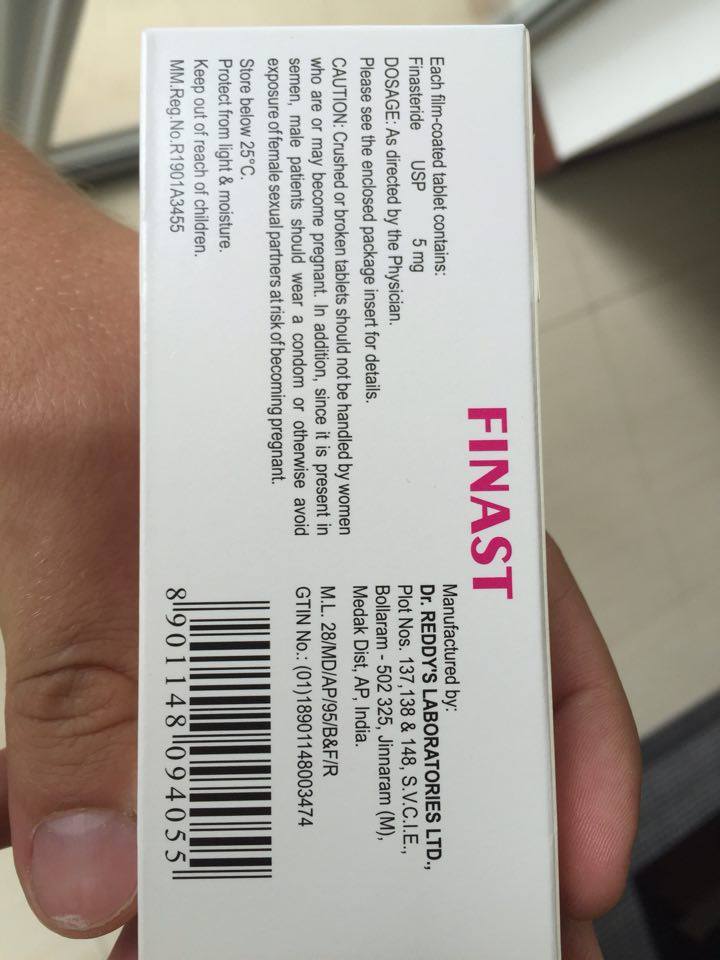 FINAST
Each film-coated tablet contains:
Finasteride USP 5 mg
DOSAGE: As directed by the Physician.
Please see the enclosed package insert for details.
CAUTION: Crushed or broken tablets should not be handled by women
who are or may become pregnant. In addition, since it is present in
semen, male patients should wear a condom or otherwise avoid
exposure of female sexual partners at risk of becoming pregnant.
Store below 25°C.
Protect from light & moisture.
Keep out of reach of children.
MM.Reg.No.R1901A3455
Manufactured by:
Dr. REDDY'S LABORATORIES LTD.,
Plot Nos. 137,138 & 148, S.V.C.I.E.,
Bollaram - 502 325, Jinnaram (M),
Medak Dist, AP, India.
M.L. 28/MD/AP/95/B&F/R
GTIN No.: (01)18901148003474
8 901148 094055